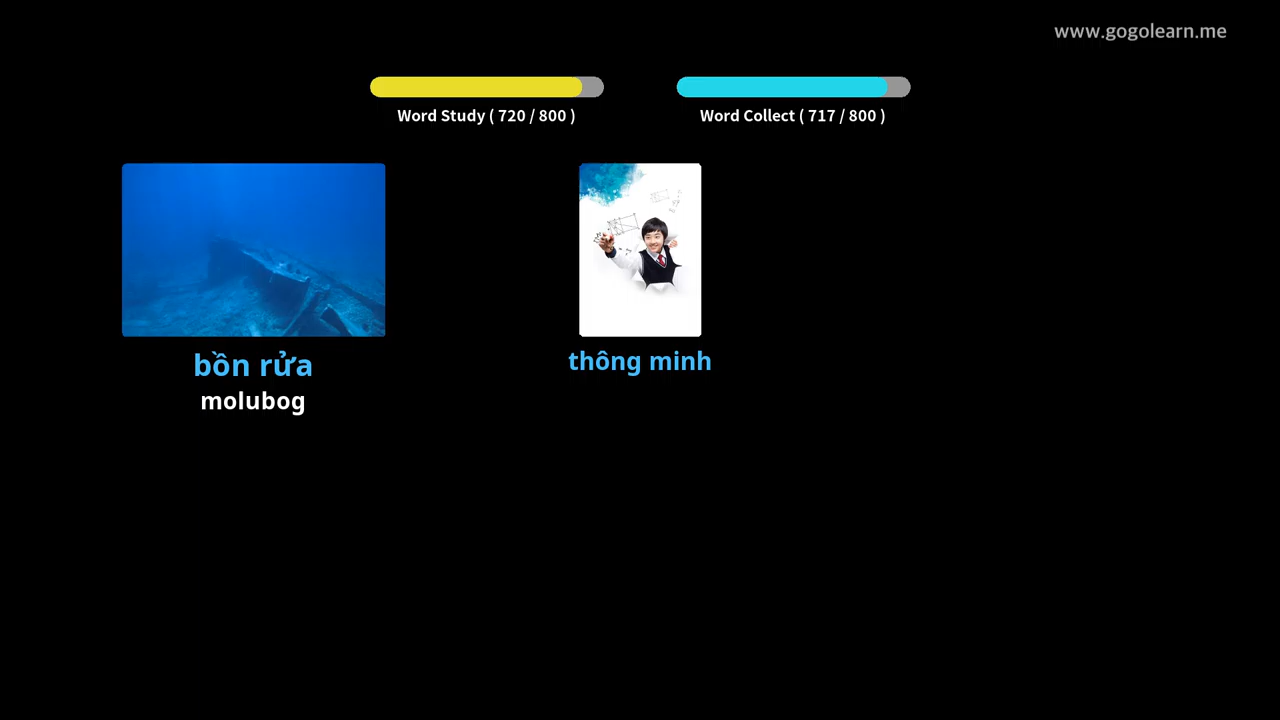 www.gogolearn.me
Word Study ( 720 / 800 )
Word Collect ( 717 / 800 )
bồn rửa
molubog
thông minh